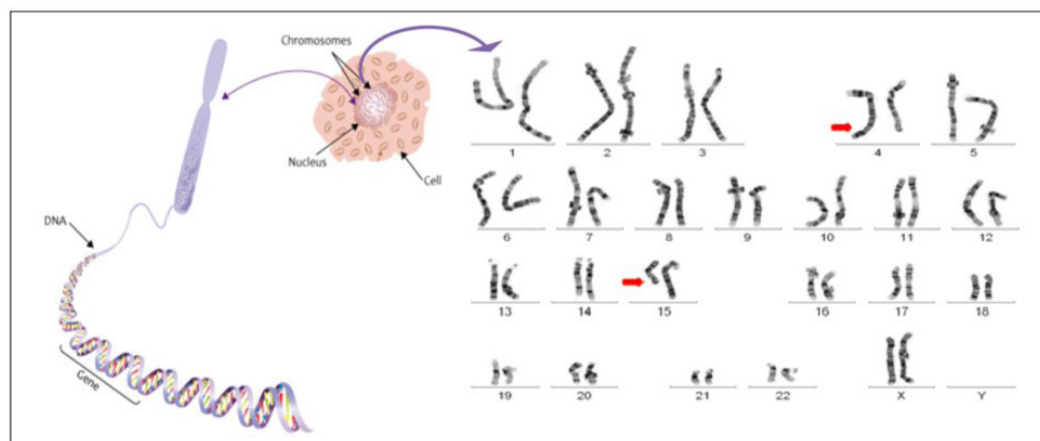 Chromosomes
Nucleus
Cell
DNA
Gene
1 2 3 4 5
6 7 8 9 10 11 12
13 14 15 16 17 18
19 20 21 22 X Y